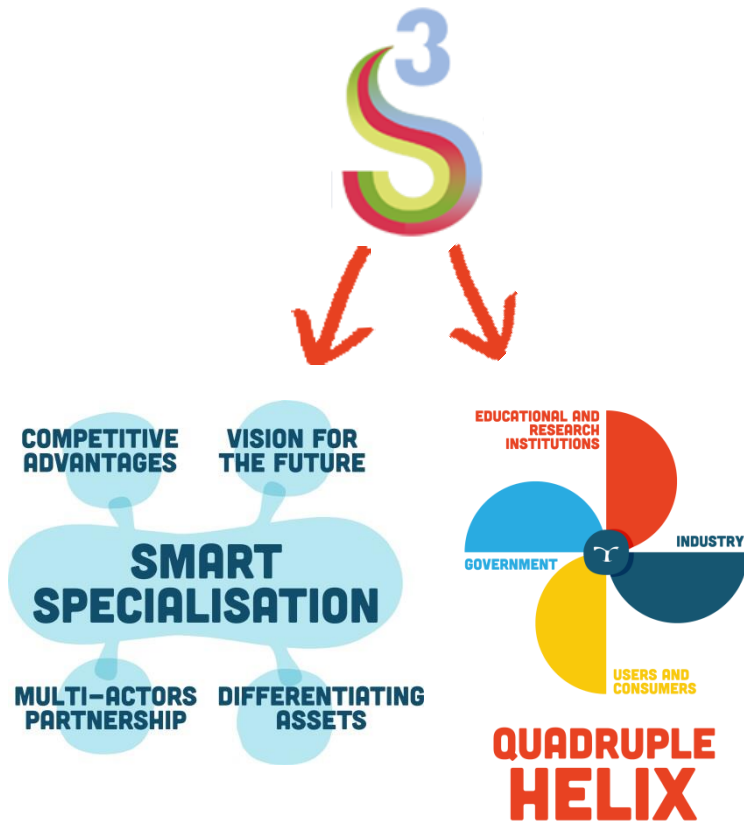 S3
COMPETITIVE
ADVANTAGES
VISION FOR
THE FUTURE
SMART
SPECIALISATION
MULTI-ACTORS
PARTNERSHIP
DIFFERENTIATING
ASSETS
EDUCATIONAL AND
RESEARCH
INSTITUTIONS
INDUSTRY
GOVERNMENT
USERS AND
CONSUMERS
QUADRUPLE
HELIX